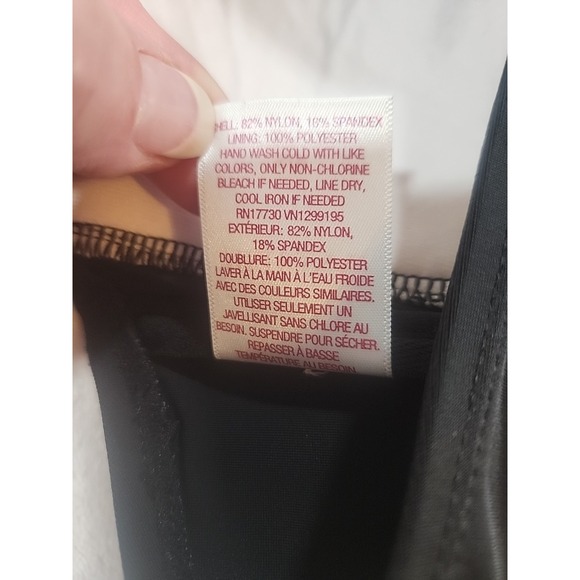 SHELL: 82% NYLON, 18% SPANDEX
LINING: 100% POLYESTER
HAND WASH COLD WITH LIKE
COLORS, ONLY NON-CHLORINE
BLEACH IF NEEDED, LINE DRY,
COOL IRON IF NEEDED
RN17730 VN1299195
EXTÉRIEUR: 82% NYLON,
18% SPANDEX
DOUBLURE: 100% POLYESTER
LAVER À LA MAIN À L'EAU FROIDE
AVEC DES COULEURS SIMILAIRES.
UTILISER SEULEMENT UN
JAVELLISANT SANS CHLORE AU
BESOIN. SUSPENDRE POUR SÉCHER.
REPASSER À BASSE
TEMPÉRATURE AU BESOIN